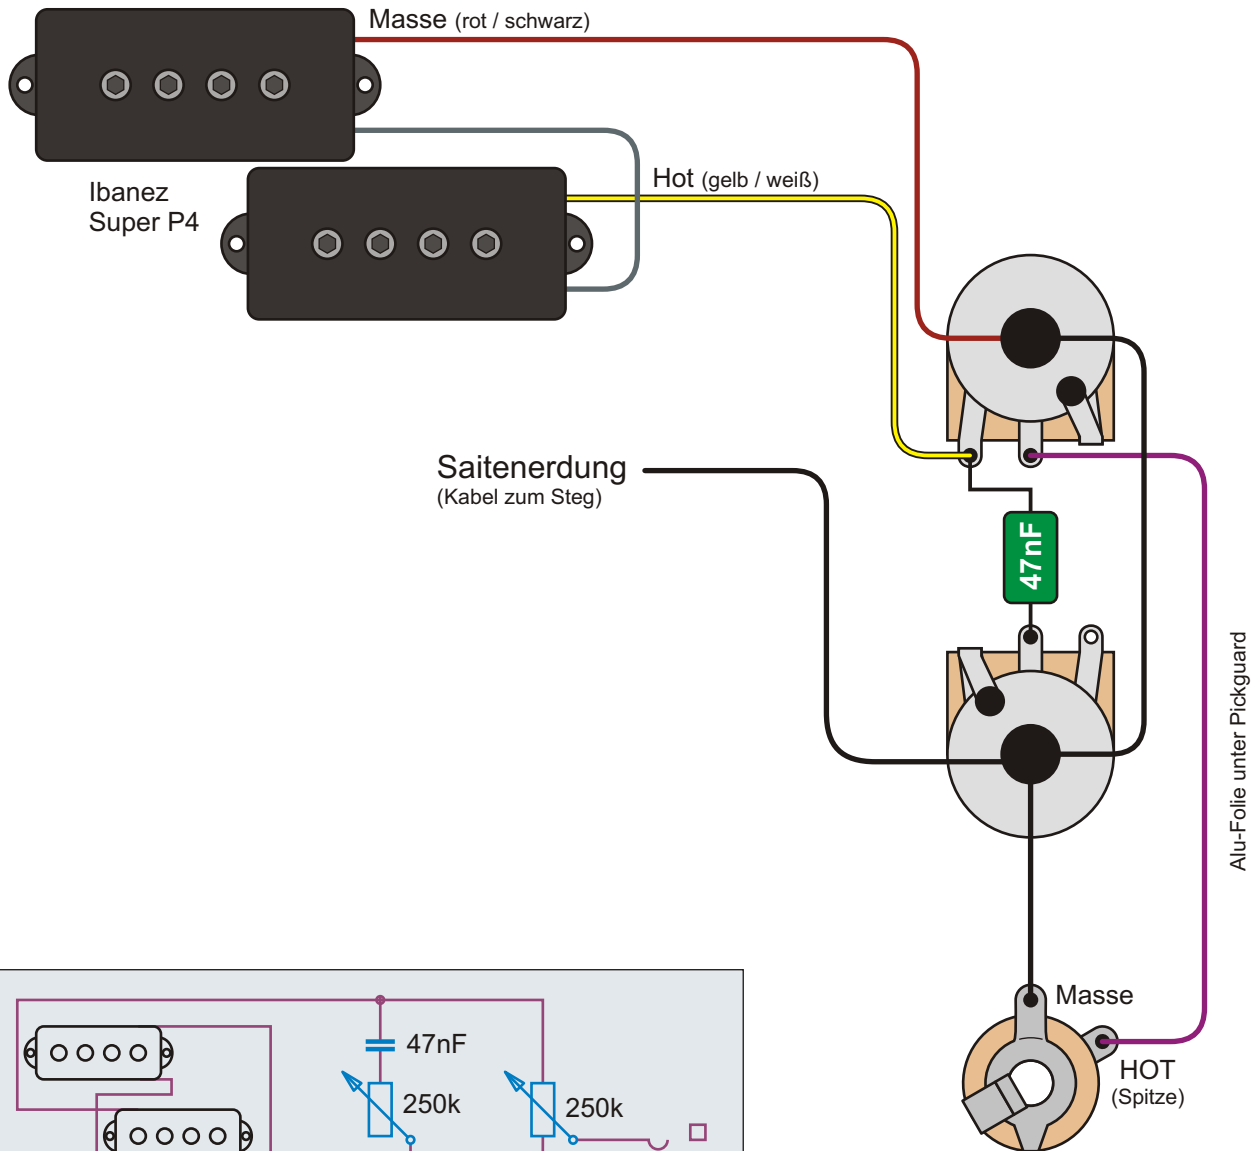 Masse (rot / schwarz)
Ibanez
Super P4
Hot (gelb / weiß)
Saitenerdung
(Kabel zum Steg)
47nF
Alu-Folie unter Pickguard
Masse
HOT
(Spitze)
47nF
250k
250k